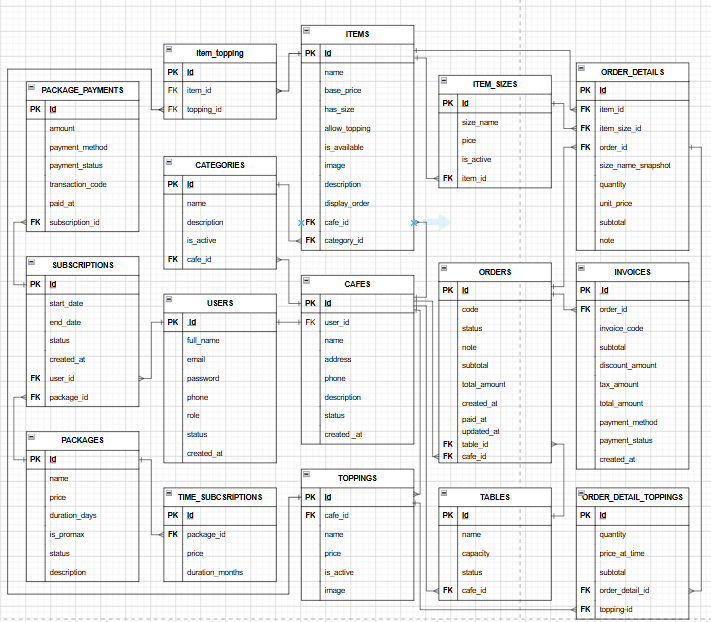 ITEMS
PK id
name
base_price
has_size
allow_topping
is_available
image
description
display_order
FK cafe_id
FK category_id
Item_topping
PK id
FK item_id
FK topping_id
PACKAGE_PAYMENTS
PK id
amount
payment_method
payment_status
transaction_code
paid_at
FK subscription_id
ITEM_SIZES
PK id
size_name
pice
is_active
FK item_id
ORDER_DETAILS
PK id
FK item_id
FK item_size_id
FK order_id
size_name_snapshot
quantity
unit_price
subtotal
note
CATEGORIES
PK id
name
description
is_active
FK cafe_id
SUBSCRIPTIONS
PK id
start_date
end_date
status
created_at
FK user_id
FK package_id
USERS
PK id
full_name
email
password
phone
role
status
created_at
CAFES
PK id
FK user_id
name
address
phone
description
status
created _at
ORDERS
PK id
code
status
note
subtotal
total_amount
created_at
paid_at
updated_at
FK table_id
FK cafe_id
INVOICES
PK id
FK order_id
invoice_code
subtotal
discount_amount
tax_amount
total_amount
payment_method
payment_status
created_at
PACKAGES
PK id
name
price
duration_days
is_promax
status
description
TIME_SUBCSRIPTIONS
PK id
FK package_id
price
duration_months
TOPPINGS
PK id
FK cafe_id
name
price
is_active
image
TABLES
PK id
name
capacity
status
FK cafe_id
ORDER_DETAIL_TOPPINGS
PK id
quantity
price_at_time
subtotal
FK order_detail_id
FK topping-id